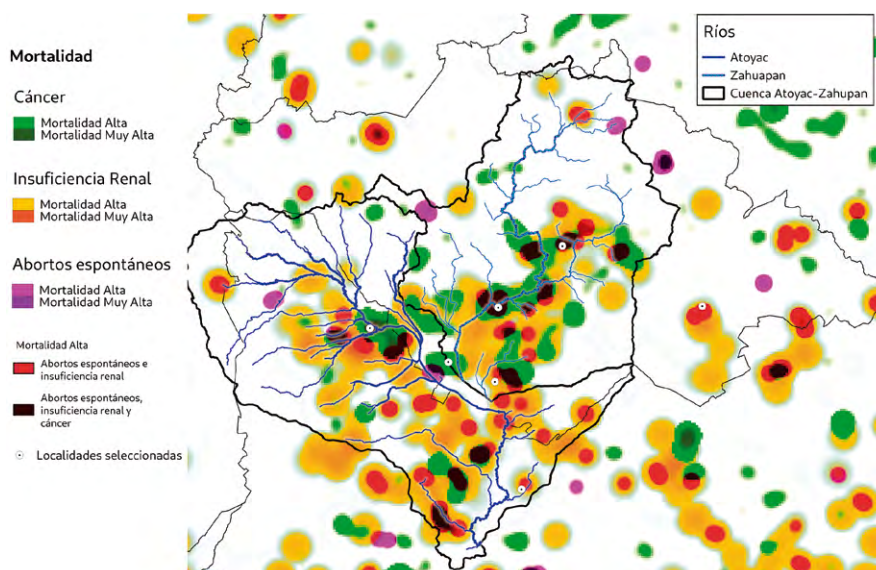 Mortalidad
Cáncer
Mortalidad Alta
Mortalidad Muy Alta
Insuficiencia Renal
Mortalidad Alta
Mortalidad Muy Alta
Abortos espontáneos
Mortalidad Alta
Mortalidad Muy Alta
Mortalidad Alta
Abortos espontáneos e
insuficiencia renal
Abortos espontáneos,
insuficiencia renal y
cáncer
Localidades seleccionadas
Ríos
Atoyac
Zahuapan
Cuenca Atoyac-Zahupan